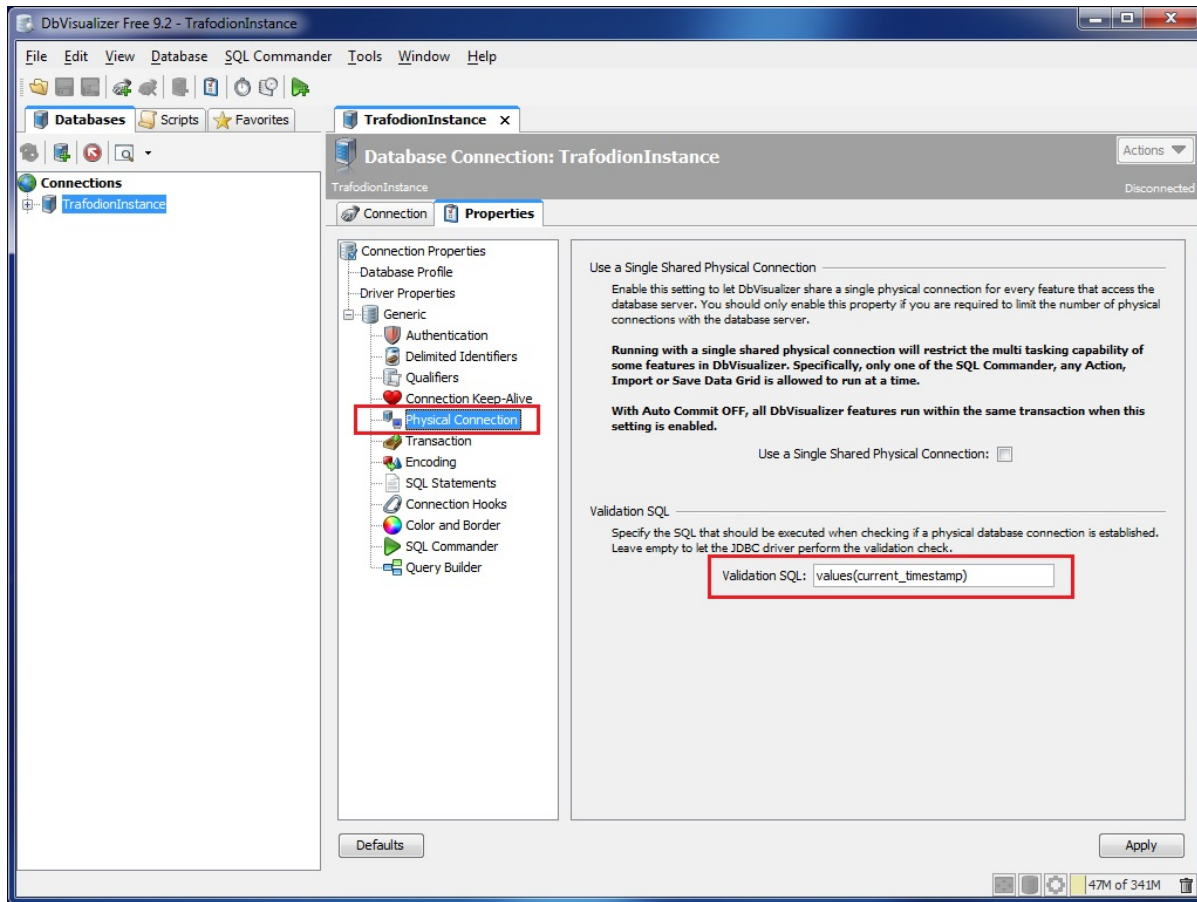 DbVisualizer Free 9.2 - TrafodionInstance
File Edit View Database SQL Commander Tools Window Help
Databases Scripts Favorites
Connections
TrafodionInstance
TrafodionInstance x
Database Connection: TrafodionInstance
Actions
TrafodionInstance
Disconnected
Connection Properties
Connection Properties
Database Profile
Driver Properties
Generic
Authentication
Delimited Identifiers
Qualifiers
Connection Keep-Alive
Physical Connection
Transaction
Encoding
SQL Statements
Connection Hooks
Color and Border
SQL Commander
Query Builder
Use a Single Shared Physical Connection
Enable this setting to let DbVisualizer share a single physical connection for every feature that access the
database server. You should only enable this property if you are required to limit the number of physical
connections with the database server.
Running with a single shared physical connection will restrict the multi tasking capability of
some features in DbVisualizer. Specifically, only one of the SQL Commander, any Action,
Import or Save Data Grid is allowed to run at a time.
With Auto Commit OFF, all DbVisualizer features run within the same transaction when this
setting is enabled.
Use a Single Shared Physical Connection:
Validation SQL
Specify the SQL that should be executed when checking if a physical database connection is established.
Leave empty to let the JDBC driver perform the validation check.
Validation SQL: values(current_timestamp)
Defaults
Apply
47M of 341M